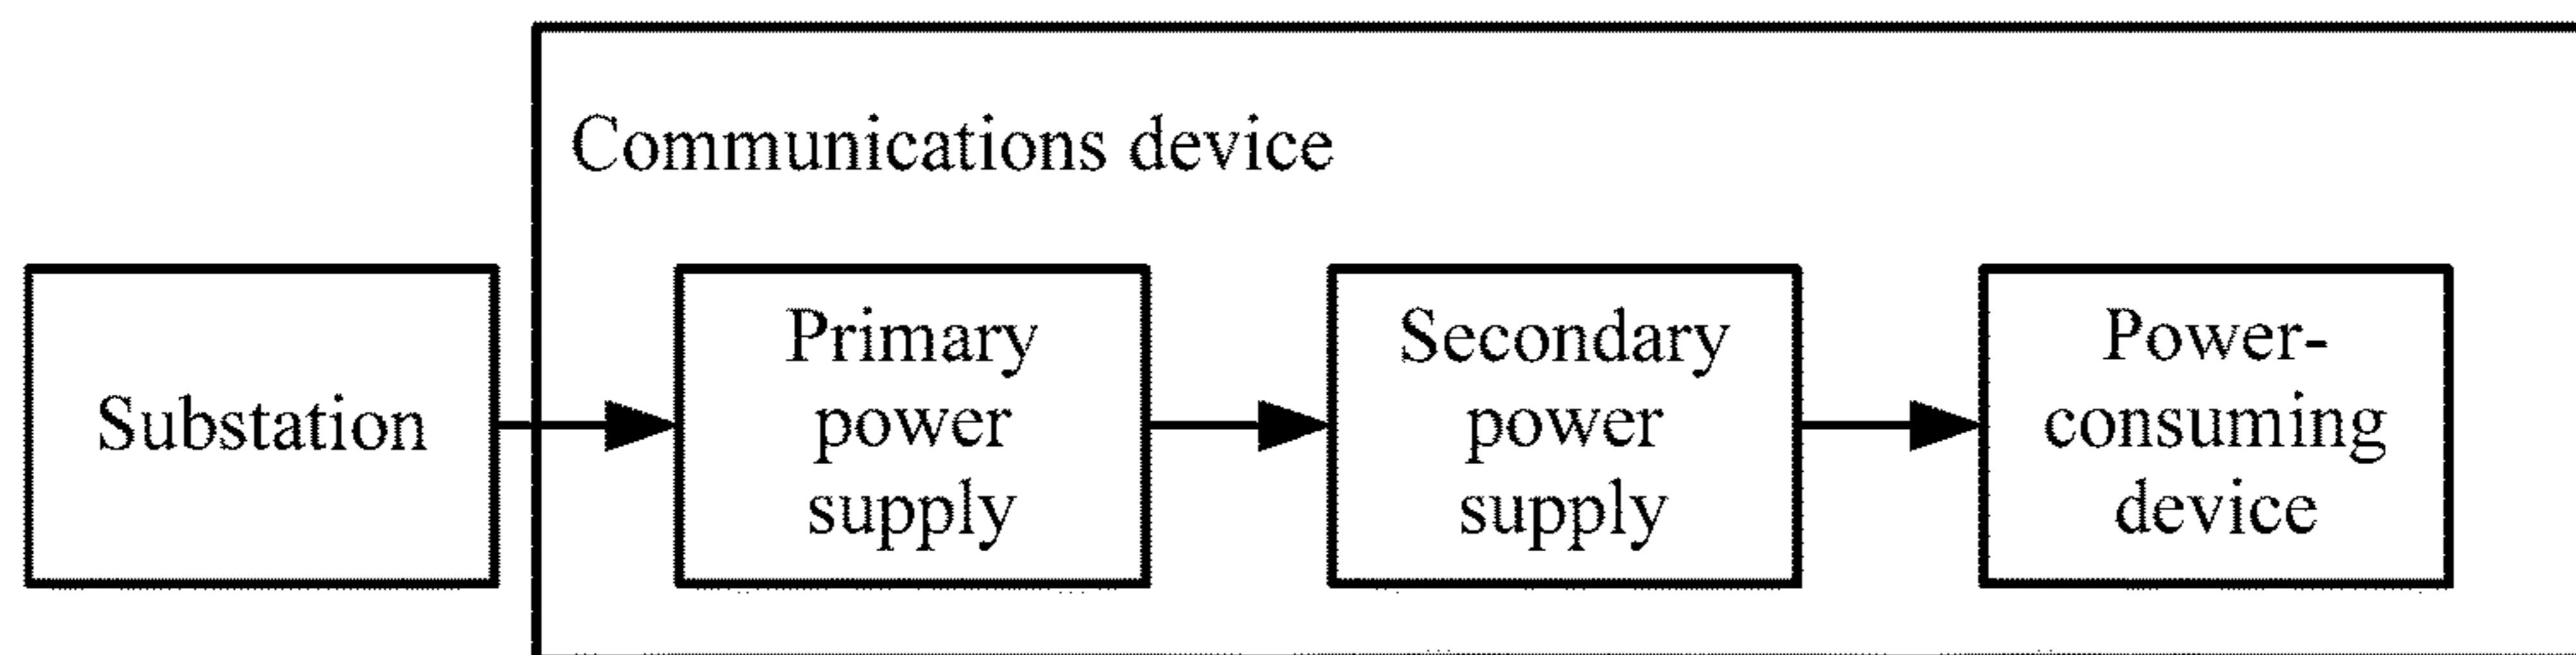 Communications device
Substation
Primary
power
supply
Secondary
power
supply
Power-
consuming
device